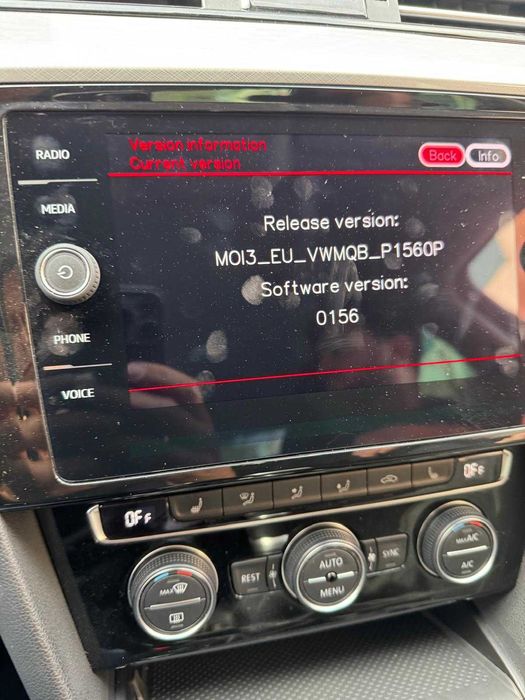 RADIO
MEDIA
PHONE
VOICE
Version information
Current version
Back
Info
Release version:
MOI3_EU_VWMQB_P1560P
Software version:
0156
OFF
OFF
MAX
REST
AUTO
MENU
SYNC
MAX A/C
A/C